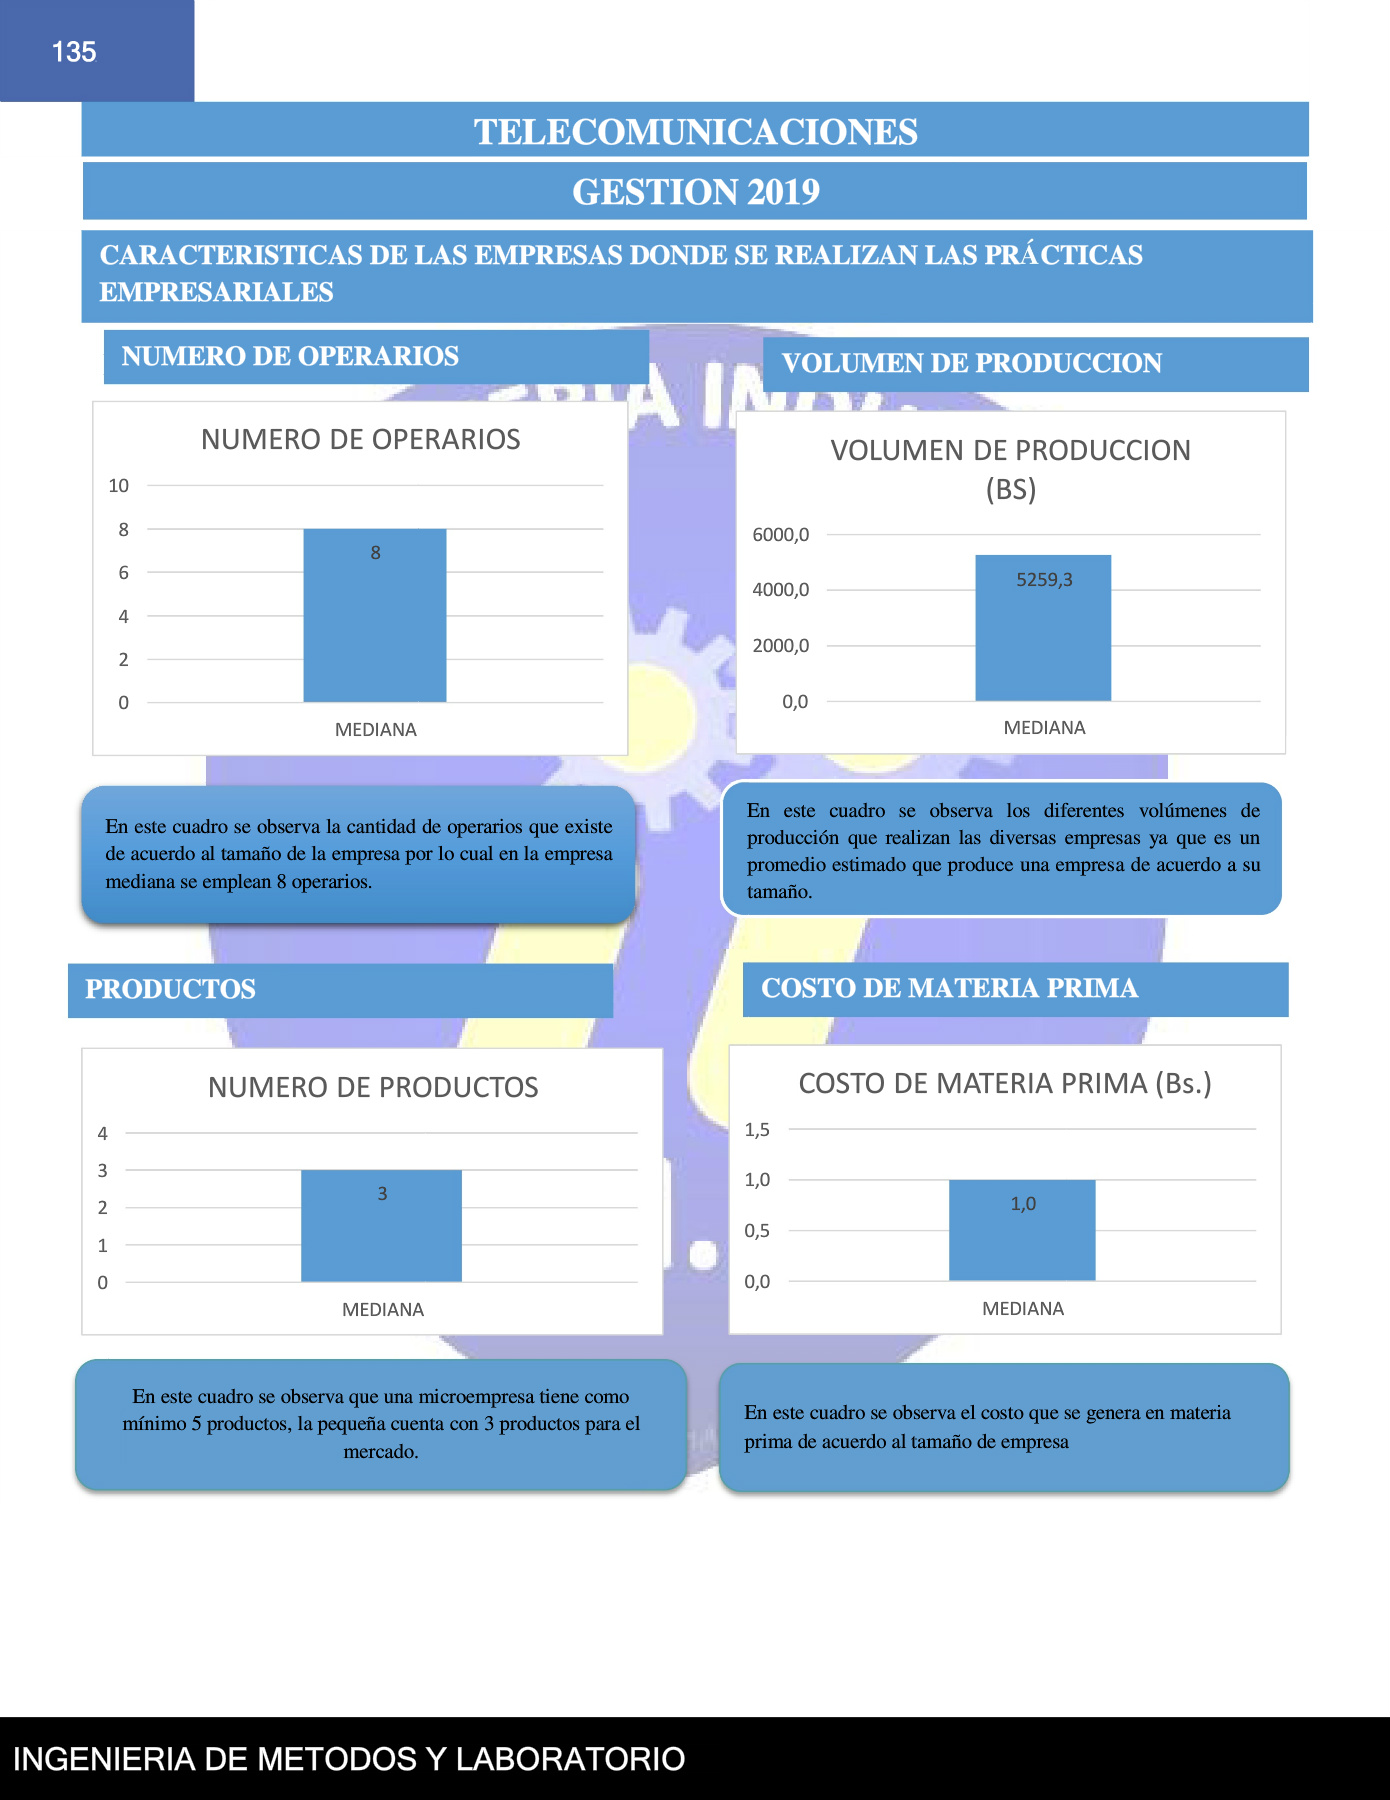 135
TELECOMUNICACIONES
GESTION 2019
CARACTERISTICAS DE LAS EMPRESAS DONDE SE REALIZAN LAS PRÁCTICAS
EMPRESARIALES
NUMERO DE OPERARIOS
NUMERO DE OPERARIOS
10
8
6
4
2
0
8
MEDIANA
En este cuadro se observa la cantidad de operarios que existe
de acuerdo al tamaño de la empresa por lo cual en la empresa
mediana se emplean 8 operarios.
VOLUMEN DE PRODUCCION
VOLUMEN DE PRODUCCION
(BS)
6000,0
4000,0
2000,0
0,0
5259,3
MEDIANA
En este cuadro se observa los diferentes volúmenes de
producción que realizan las diversas empresas ya que es un
promedio estimado que produce una empresa de acuerdo a su
tamaño.
PRODUCTOS
NUMERO DE PRODUCTOS
4
3
2
1
0
3
MEDIANA
En este cuadro se observa que una microempresa tiene como
mínimo 5 productos, la pequeña cuenta con 3 productos para el
mercado.
COSTO DE MATERIA PRIMA
COSTO DE MATERIA PRIMA (Bs.)
1,5
1,0
0,5
0,0
1,0
MEDIANA
En este cuadro se observa el costo que se genera en materia
prima de acuerdo al tamaño de empresa
INGENIERIA DE METODOS Y LABORATORIO